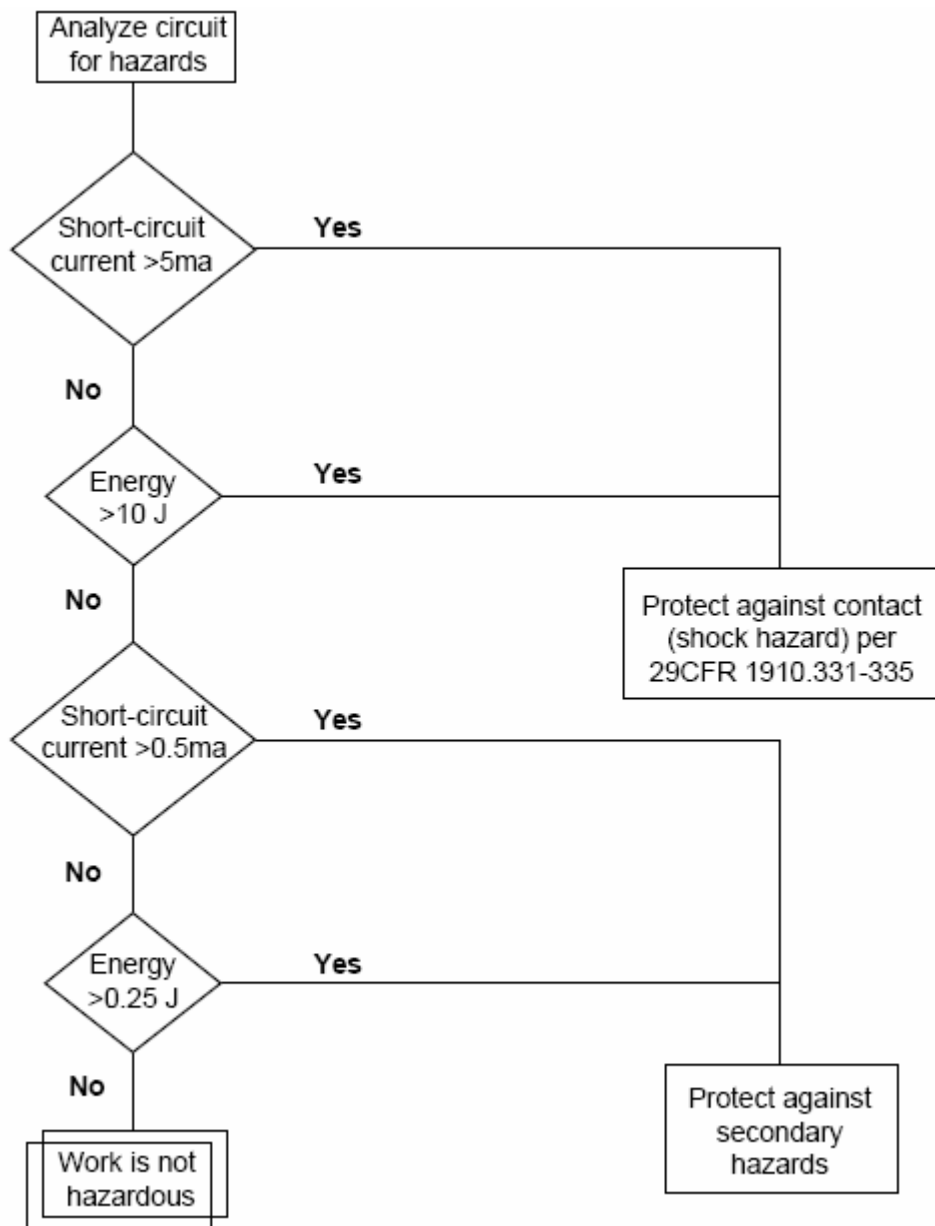 Analyze circuit
for hazards
Short-circuit
current >5ma
Yes
No
Energy
>10 J
Yes
No
Protect against contact
(shock hazard) per
29CFR 1910.331-335
Short-circuit
current >0.5ma
Yes
No
Energy
>0.25 J
Yes
No
Protect against
secondary
hazards
Work is not
hazardous